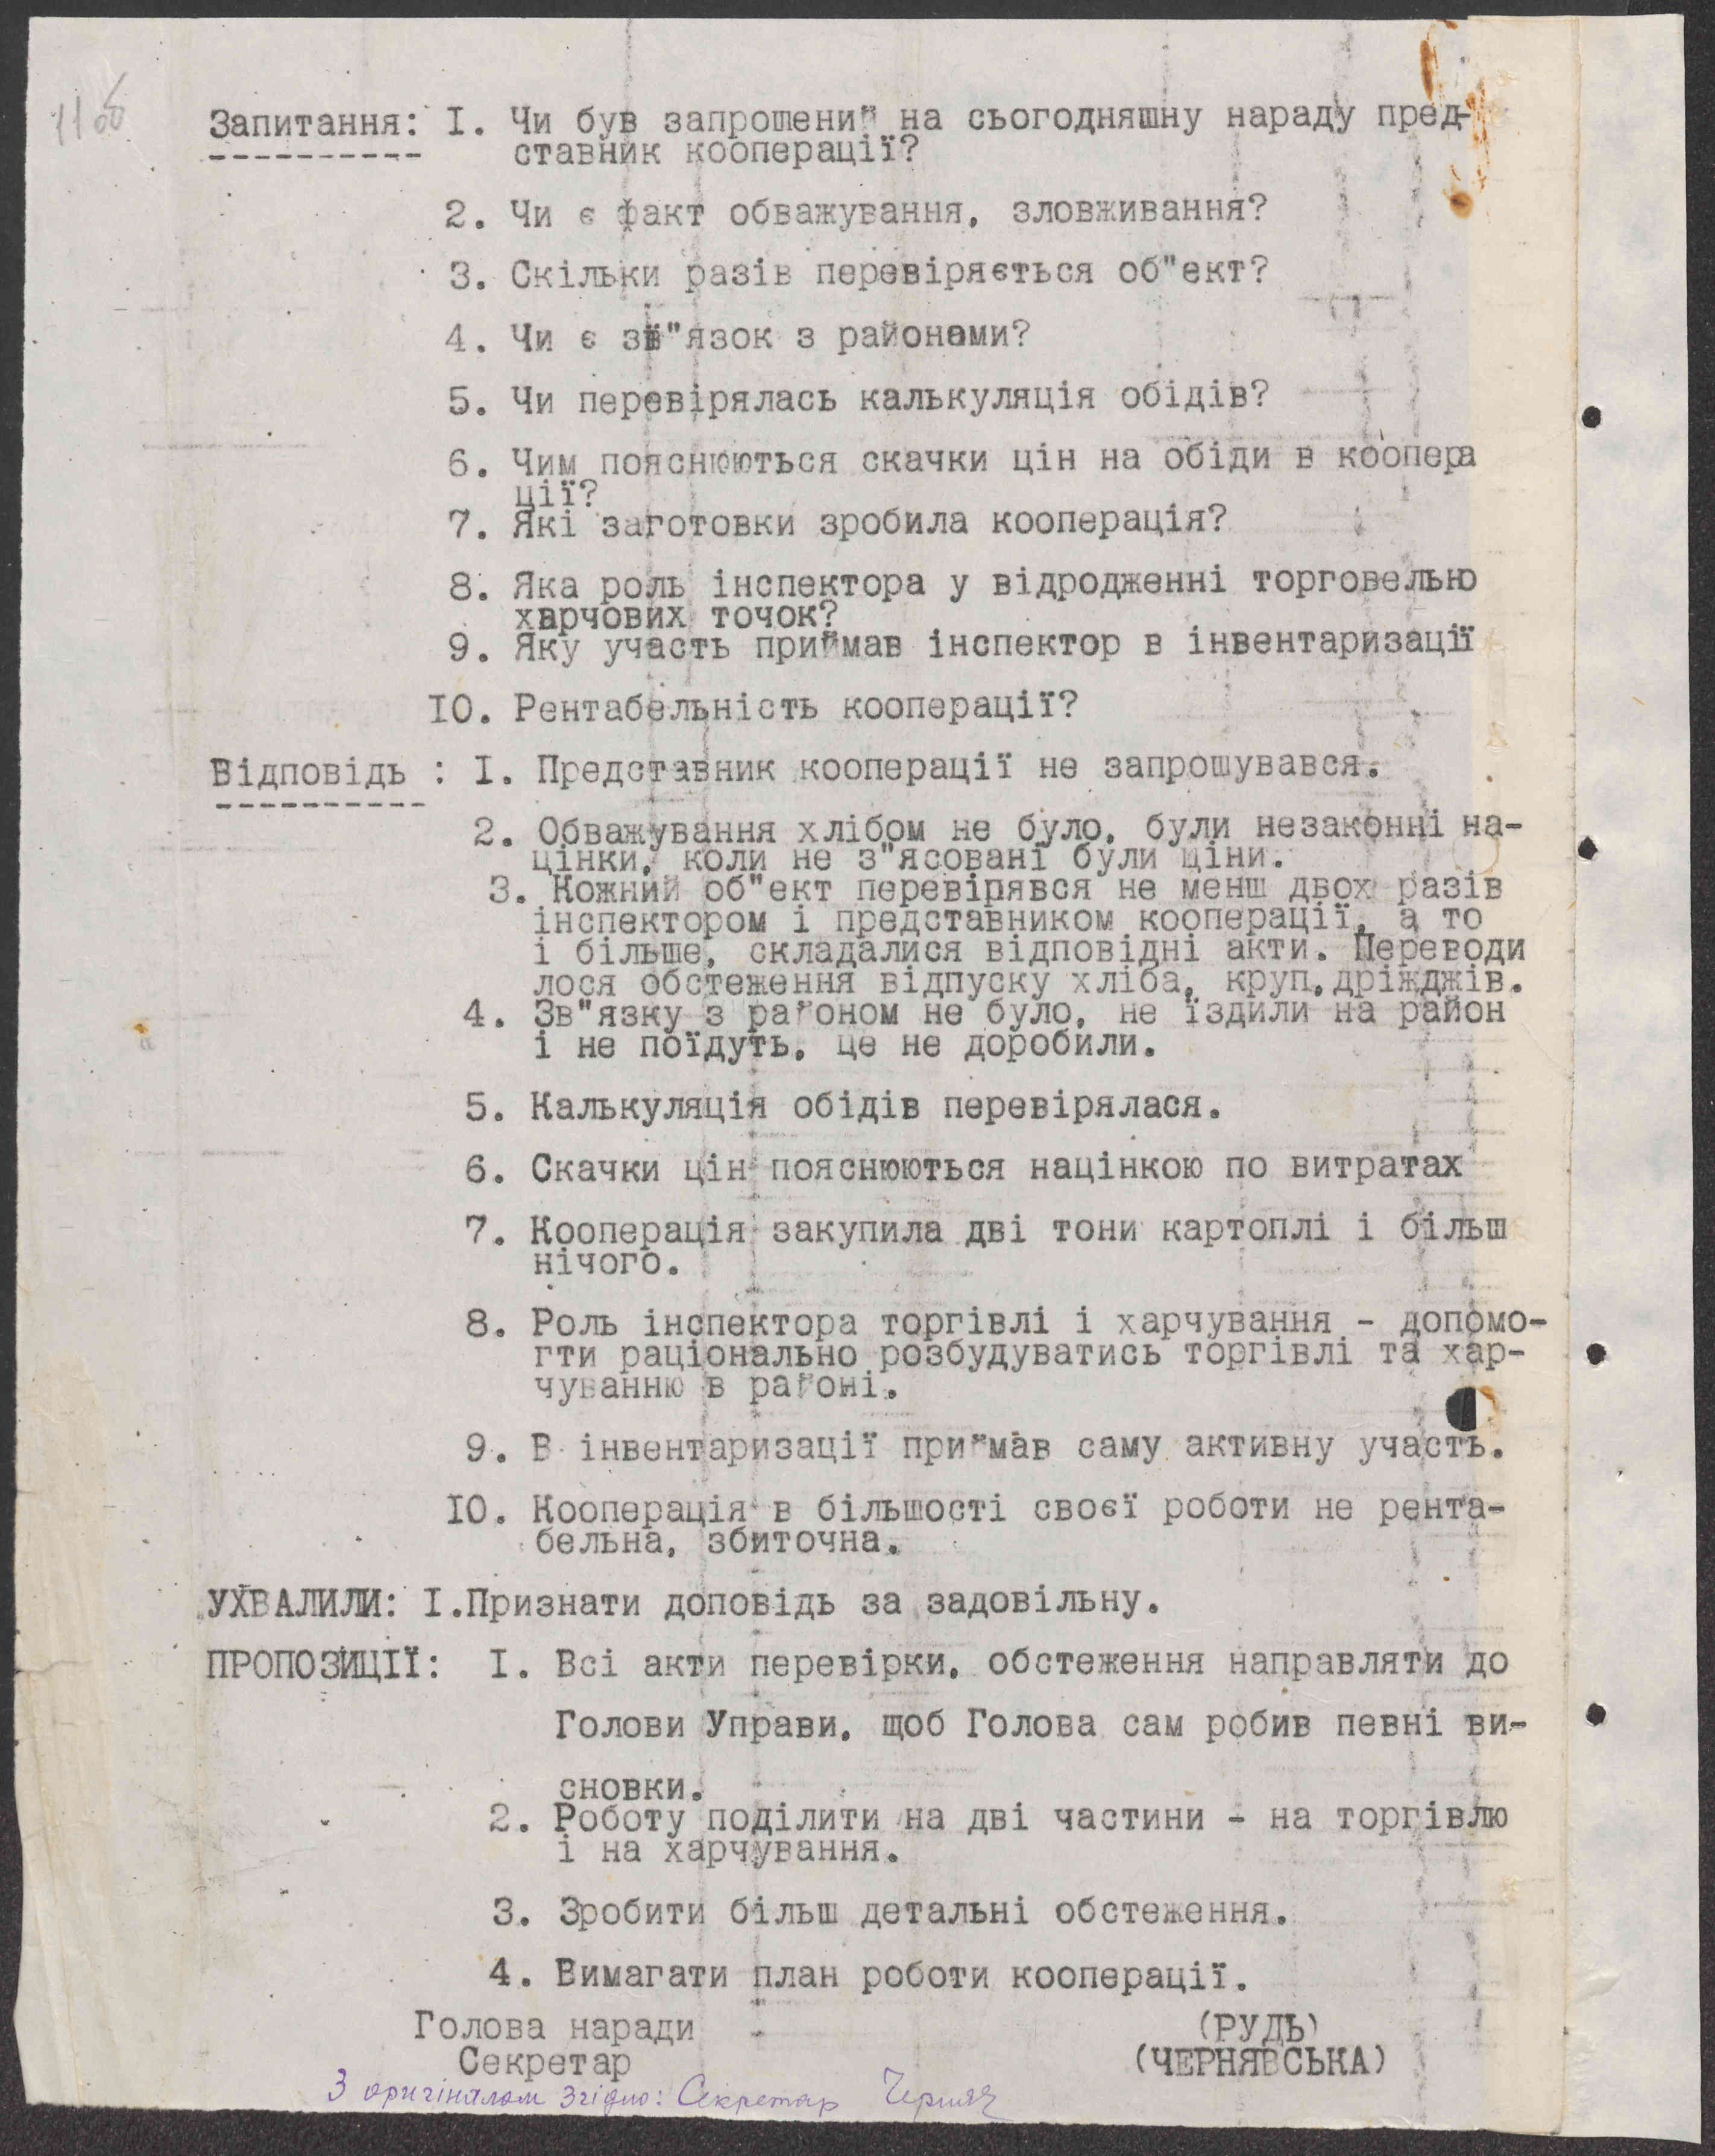 11об
Запитання: I. Чи був запрошений на сьогодняшну нараду пред-
ставник кооперації?
2. Чи є факт обважування, зловживання?
3. Скільки разів перевіряється об"ект?
4. Чи є зв"язок з районами?
5. Чи перевірялась калькуляція обідів?
6. Чим пояснюються скачки цін на обіди в коопера
ції?
7. Які заготовки зробила кооперація?
8. Яка роль інспектора у відродженні торговельно
харчових точок?
9. Яку участь приймав інспектор в інвентаризації
IO. Рентабельність кооперації?
Відповідь : I. Представник кооперації не запрошувався.
2. Обважування хлібом не було, були незаконні на-
цінки, коли не з"ясовані були ціни.
3. Кожний об"ект перевірявся не менш двох разів
інспектором і представником кооперації, а то
і більше, складалися відповідні акти. Переводи
лося обстеження відпуску хліба, круп,дріжджів.
4. Зв"язку з районом не було, не їздили на район
і не поїдуть, це не доробили.
5. Калькуляція обідів перевірялася.
6. Скачки цін пояснюються націнкою по витратах
7. Кооперація закупила дві тони картоплі і більш
нічого.
8. Роль інспектора торгівлі і харчування - допомо-
гти раціонально розбудуватись торгівлі та хар-
чуванню в районі.
9. В інвентаризації приймав саму активну участь.
IO. Кооперація в більшості своєї роботи не рента-
бельна, збиточна.
УХВАЛИЛИ: I.Признати доповідь за задовільну.
ПРОПОЗИЦІЇ: I. Всі акти перевірки, обстеження направляти до
Голови Управи, щоб Голова сам робив певні ви-
сновки.
2. Роботу поділити на дві частини - на торгівлю
і на харчування.
3. Зробити більш детальні обстеження.
4. Вимагати план роботи кооперації.
Голова наради (РУДЬ)
Секретар (ЧЕРНЯВСЬКА)
З оригіналом згідно: Секретар Черняв